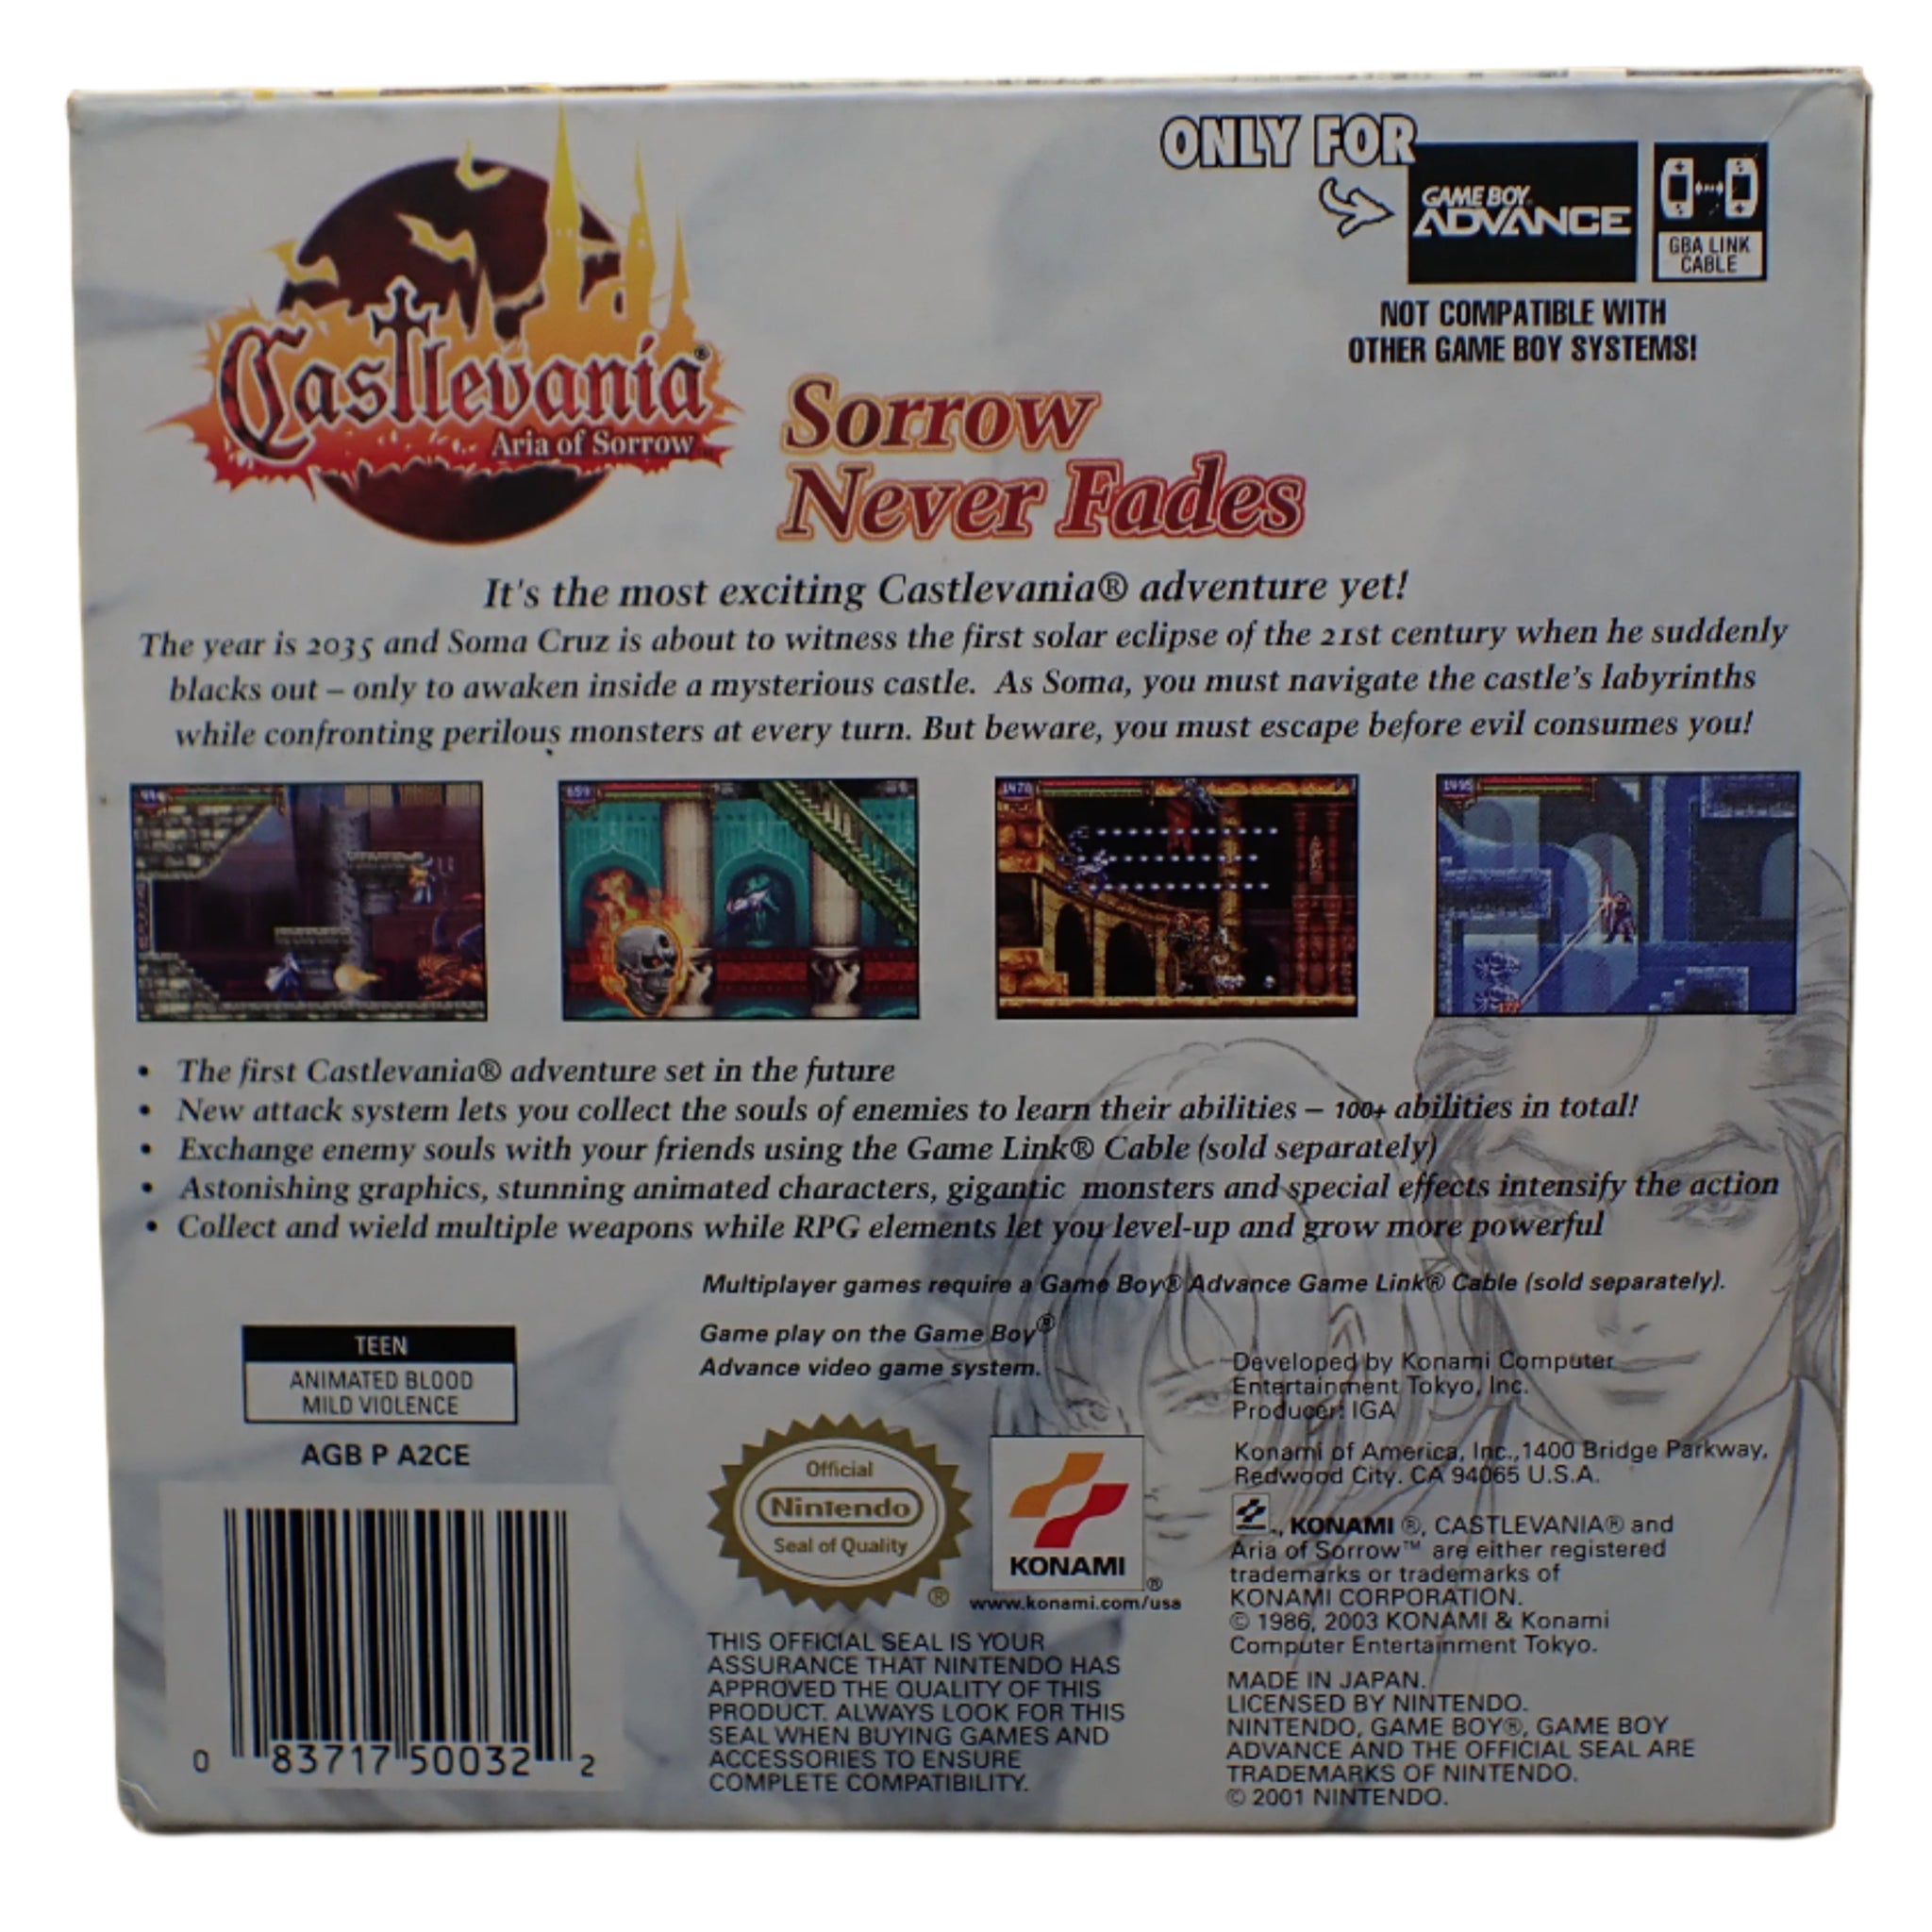 ONLY FOR
GAME BOY
ADVANCE
GBA LINK
CABLE
NOT COMPATIBLE WITH
OTHER GAME BOY SYSTEMS!
Castlevania®
Aria of Sorrow™
Sorrow
Never Fades
It's the most exciting Castlevania® adventure yet!
The year is 2035 and Soma Cruz is about to witness the first solar eclipse of the 21st century when he suddenly
blacks out – only to awaken inside a mysterious castle. As Soma, you must navigate the castle's labyrinths
while confronting perilous monsters at every turn. But beware, you must escape before evil consumes you!
659
1470
1495
• The first Castlevania® adventure set in the future
• New attack system lets you collect the souls of enemies to learn their abilities – 100+ abilities in total!
• Exchange enemy souls with your friends using the Game Link® Cable (sold separately)
• Astonishing graphics, stunning animated characters, gigantic monsters and special effects intensify the action
• Collect and wield multiple weapons while RPG elements let you level-up and grow more powerful
Multiplayer games require a Game Boy® Advance Game Link® Cable (sold separately).
Game play on the Game Boy®
Advance video game system.
TEEN
ANIMATED BLOOD
MILD VIOLENCE
AGB P A2CE
0 83717 50032 2
Official
Nintendo
Seal of Quality
®
KONAMI
®
www.konami.com/usa
THIS OFFICIAL SEAL IS YOUR
ASSURANCE THAT NINTENDO HAS
APPROVED THE QUALITY OF THIS
PRODUCT. ALWAYS LOOK FOR THIS
SEAL WHEN BUYING GAMES AND
ACCESSORIES TO ENSURE
COMPLETE COMPATIBILITY.
Developed by Konami Computer
Entertainment Tokyo, Inc.
Producer: IGA
Konami of America, Inc.,1400 Bridge Parkway,
Redwood City. CA 94065 U.S.A.
., KONAMI ®, CASTLEVANIA® and
Aria of Sorrow™ are either registered
trademarks or trademarks of
KONAMI CORPORATION.
© 1986, 2003 KONAMI & Konami
Computer Entertainment Tokyo.
MADE IN JAPAN.
LICENSED BY NINTENDO.
NINTENDO, GAME BOY®, GAME BOY
ADVANCE AND THE OFFICIAL SEAL ARE
TRADEMARKS OF NINTENDO.
© 2001 NINTENDO.